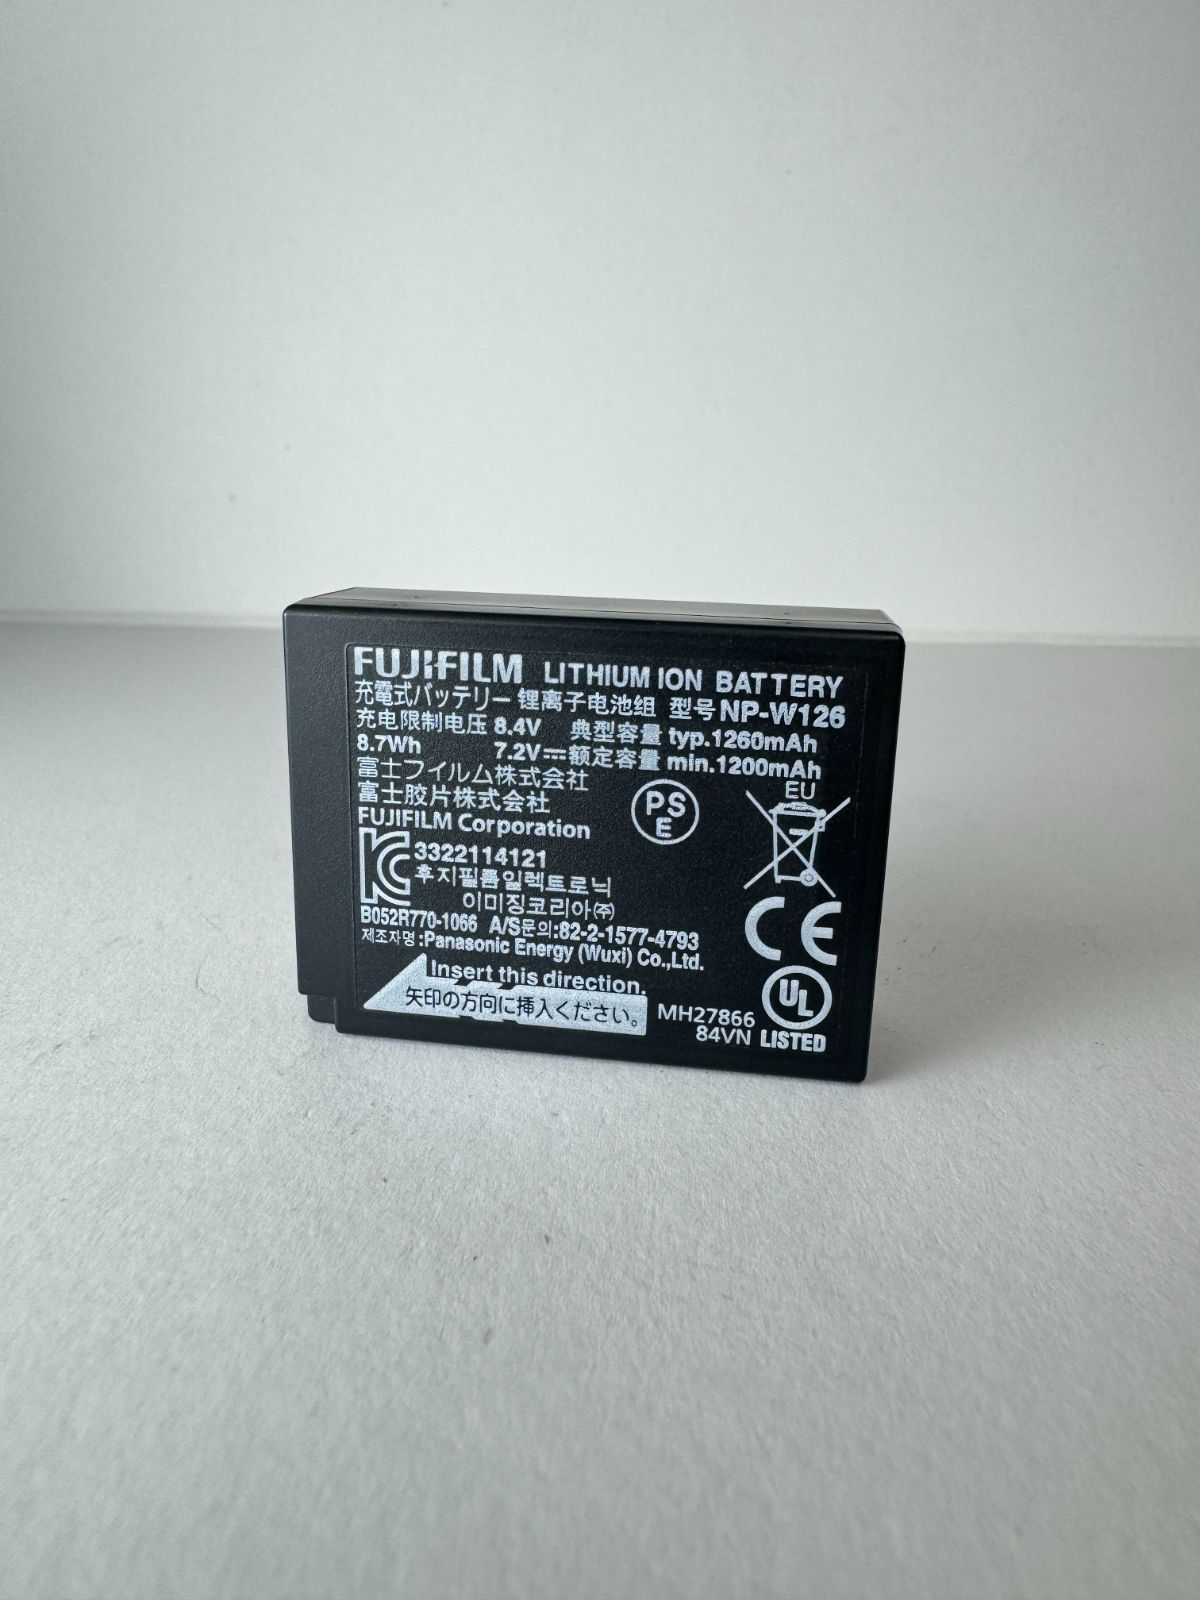 FUJIFILM LITHIUM ION BATTERY
充電式バッテリー 锂离子电池组 型号 NP-W126
充电限制电压 8.4V 典型容量 typ.1260mAh
8.7Wh 7.2V⎓ 额定容量 min.1200mAh
富士フイルム株式会社
富士胶片株式会社
FUJIFILM Corporation
PS
E
EU
3322114121
후지필름일렉트로닉
이미징코리아㈜
B052R770-1066 A/S문의:82-2-1577-4793
제조자명:Panasonic Energy (Wuxi) Co.,Ltd.
CE
Insert this direction.
矢印の方向に挿入ください。
MH27866
84VN
UL
LISTED